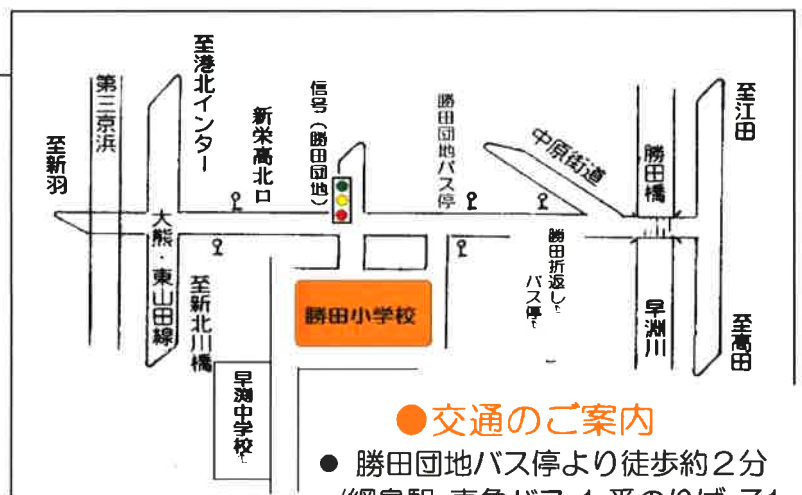 至港北インター
第三京浜
至新羽
新栄高北口
信号（勝田団地）
勝田団地バス停
中原街道
勝田橋
至江田
大熊・東山田線
至新北川橋
勝田折返し
バス停
早淵川
至高田
勝田小学校
早渕中学校
●交通のご案内
● 勝田団地バス停より徒歩約２分